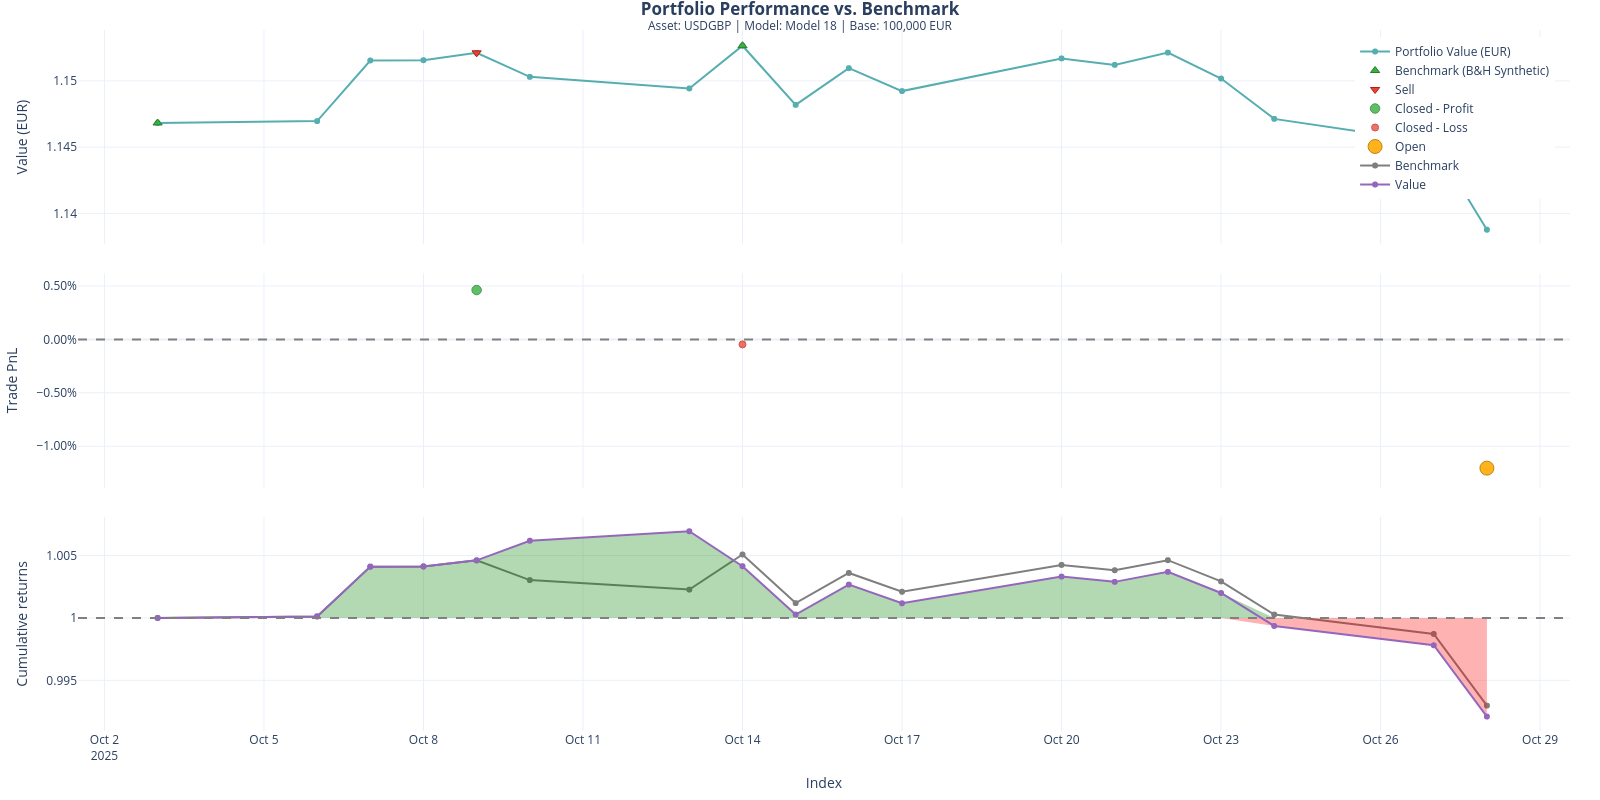 Portfolio Performance vs. Benchmark
Asset: USDGBP | Model: Model 18 | Base: 100,000 EUR
Portfolio Value (EUR)
Benchmark (B&H Synthetic)
Sell
Closed - Profit
Closed - Loss
Open
Benchmark
Value
Value (EUR)
1.15
1.145
1.14
Trade PnL
0.50%
0.00%
−0.50%
−1.00%
Cumulative returns
1.005
1
0.995
Oct 2
2025
Oct 5
Oct 8
Oct 11
Oct 14
Oct 17
Oct 20
Oct 23
Oct 26
Oct 29
Index